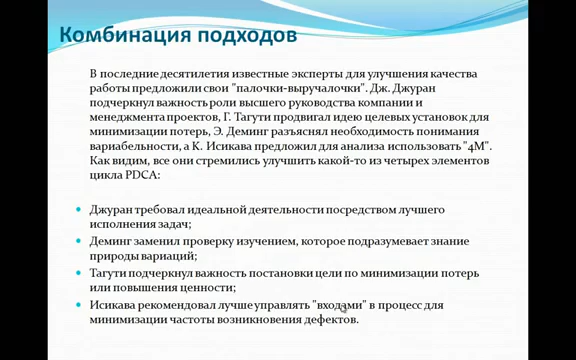 Комбинация подходов
В последние десятилетия известные эксперты для улучшения качества
работы предложили свои "палочки-выручалочки". Дж. Джуран
подчеркнул важность роли высшего руководства компании и
менеджмента проектов, Г. Тагути продвигал идею целевых установок для
минимизации потерь, Э. Деминг разъяснял необходимость понимания
вариабельности, а К. Исикава предложил для анализа использовать "4М".
Как видим, все они стремились улучшить какой-то из четырех элементов
цикла PDCA:
• Джуран требовал идеальной деятельности посредством лучшего
исполнения задач;
• Деминг заменил проверку изучением, которое подразумевает знание
природы вариаций;
• Тагути подчеркнул важность постановки цели по минимизации потерь
или повышения ценности;
• Исикава рекомендовал лучше управлять "входами" в процесс для
минимизации частоты возникновения дефектов.